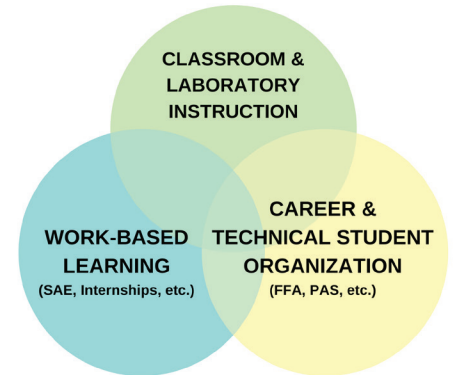 CLASSROOM &
LABORATORY
INSTRUCTION
WORK-BASED
LEARNING
(SAE, Internships, etc.)
CAREER &
TECHNICAL STUDENT
ORGANIZATION
(FFA, PAS, etc.)